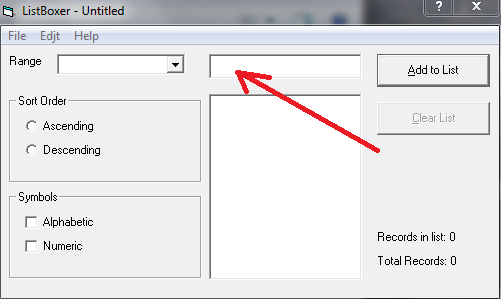 ListBoxer - Untitled
File Edjt Help
Range
Add to List
Sort Order
Ascending
Descending
Clear List
Symbols
Alphabetic
Numeric
Records in list: 0
Total Records: 0